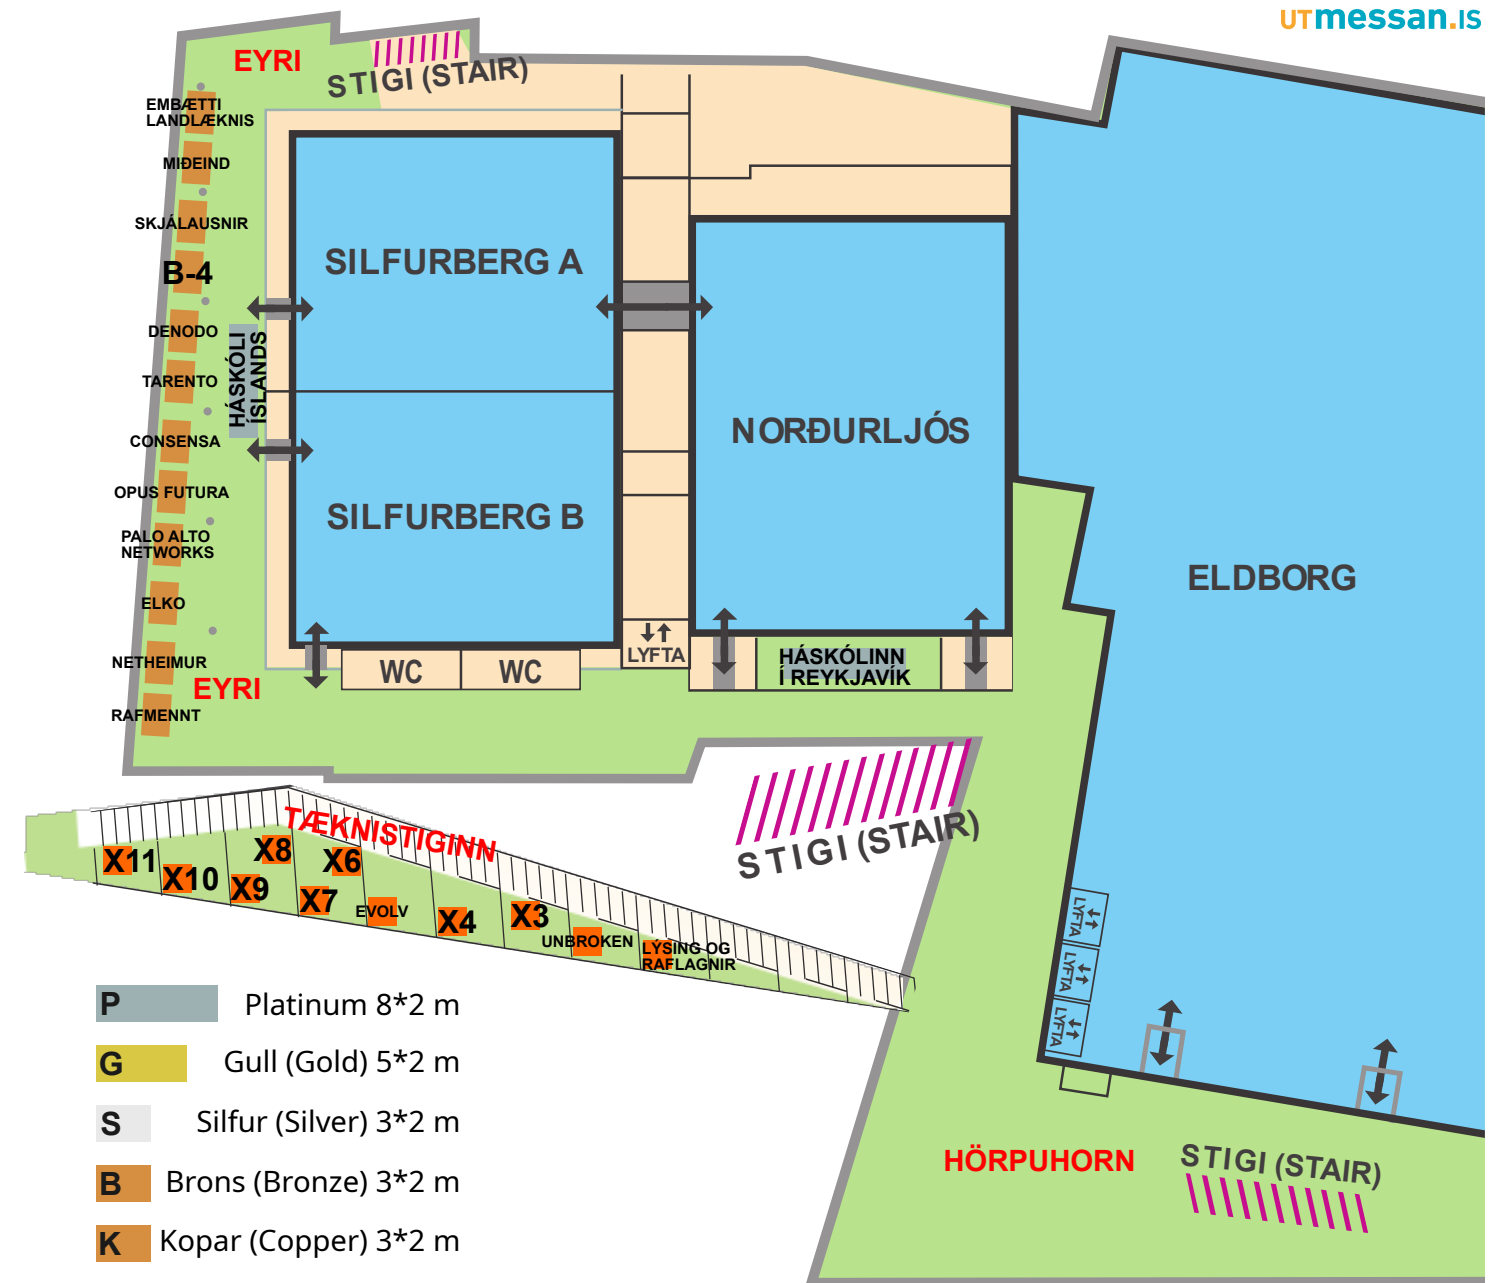 UTmessan.is
EYRI
STIGI (STAIR)
EMBÆTTI
LANDLÆKNIS
MIÐEIND
SKJÁLAUSNIR
B-4
DENODO
TARENTO
CONSENSA
OPUS FUTURA
PALO ALTO
NETWORKS
ELKO
NETHEIMUR
EYRI
RAFMENNT
HÁSKÓLI
ÍSLANDS
SILFURBERG A
SILFURBERG B
NORÐURLJÓS
ELDBORG
WC
WC
LYFTA
HÁSKÓLINN
Í REYKJAVÍK
STIGI (STAIR)
TÆKNISTIGINN
X11
X10
X9
X8
X7
X6
EVOLV
X4
X3
UNBROKEN
LÝSING OG
RAFLAGNIR
LYFTA
LYFTA
LYFTA
HÖRPUHORN
STIGI (STAIR)
P Platinum 8*2 m
G Gull (Gold) 5*2 m
S Silfur (Silver) 3*2 m
B Brons (Bronze) 3*2 m
K Kopar (Copper) 3*2 m